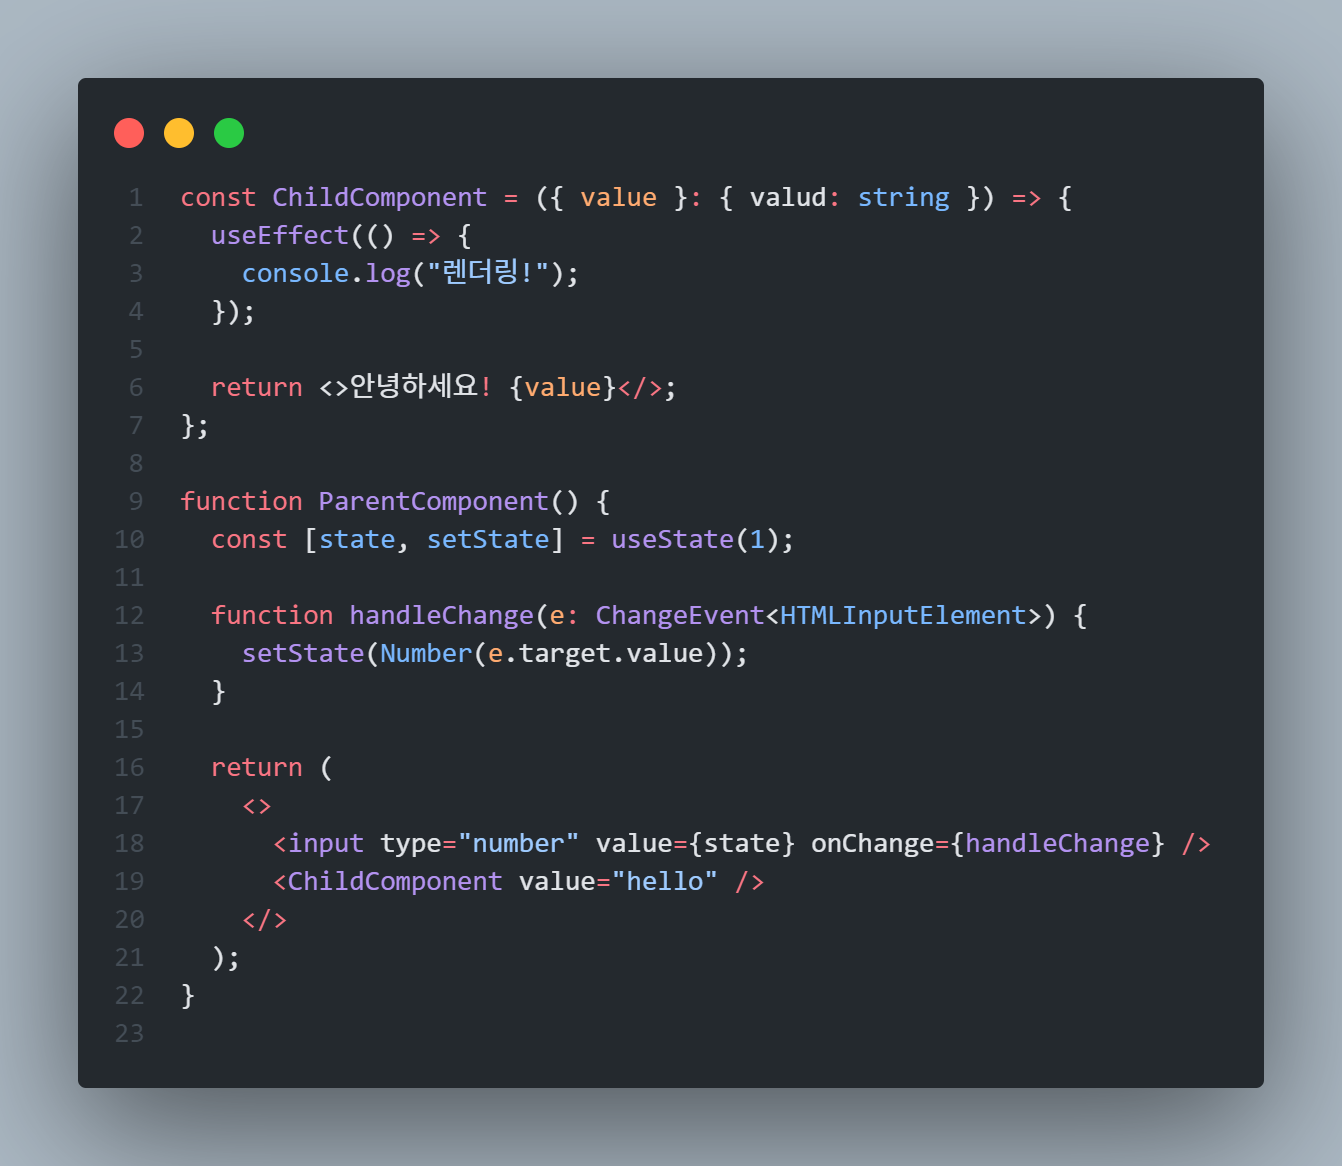 1 const ChildComponent = ({ value }: { valud: string }) => {
2   useEffect(() => {
3     console.log("렌더링!");
4   });
5
6   return <>안녕하세요! {value}</>;
7 };
8
9 function ParentComponent() {
10   const [state, setState] = useState(1);
11
12   function handleChange(e: ChangeEvent<HTMLInputElement>) {
13     setState(Number(e.target.value));
14   }
15
16   return (
17     <>
18       <input type="number" value={state} onChange={handleChange} />
19       <ChildComponent value="hello" />
20     </>
21   );
22 }
23